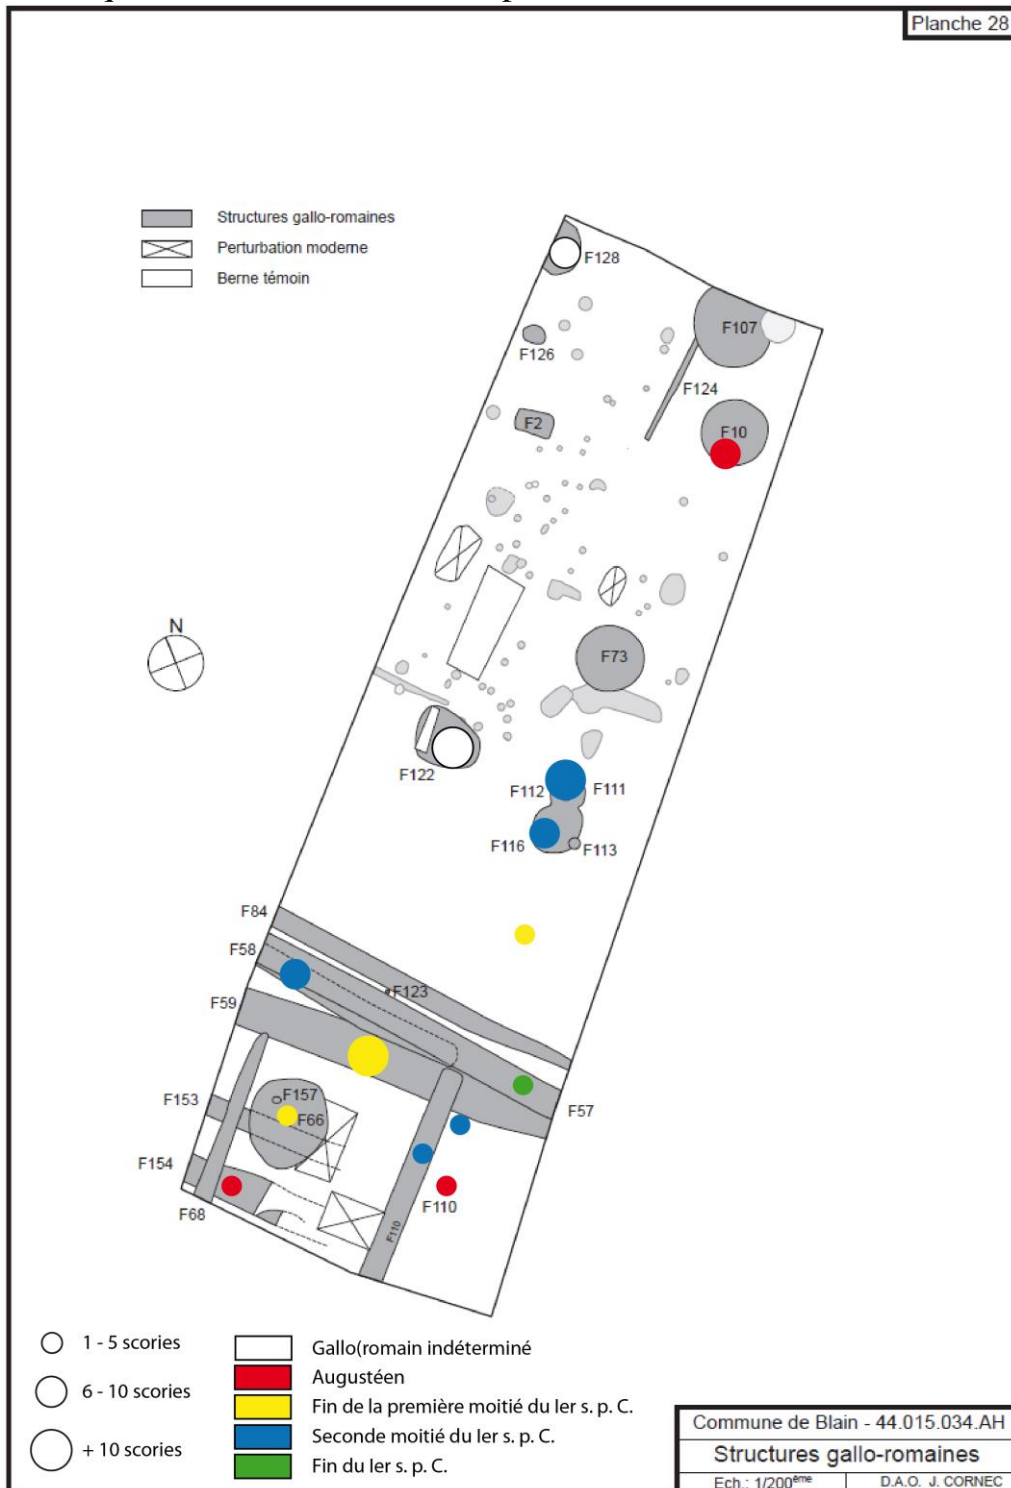 Planche 28
Structures gallo-romaines
Perturbation moderne
Berne témoin
F128
F107
F126
F124
F2
F10
N
F73
F122
F112
F111
F116
F113
F84
F58
F123
F59
F57
F153
F157
F66
F154
F110
F68
F110
1 - 5 scories
6 - 10 scories
+ 10 scories
Gallo(romain indéterminé
Augustéen
Fin de la première moitié du Ier s. p. C.
Seconde moitié du Ier s. p. C.
Fin du Ier s. p. C.
Commune de Blain - 44.015.034.AH
Structures gallo-romaines
Ech.: 1/200ème D.A.O. J. CORNEC